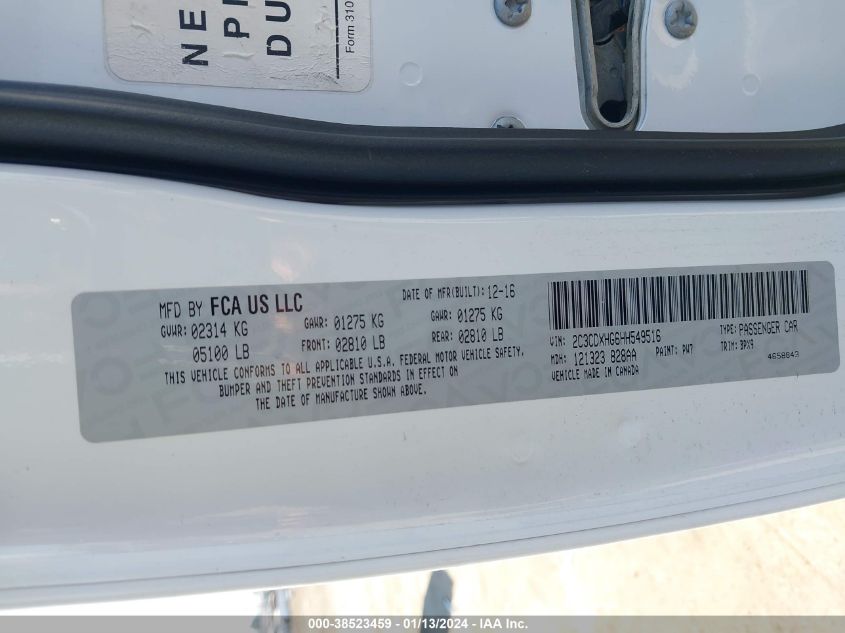 NE
PI
DU
Form 310
MFD BY FCA US LLC
DATE OF MFR(BUILT): 12-16
GVWR: 02314 KG
GAWR: 01275 KG
GAWR: 01275 KG
05100 LB
FRONT: 02810 LB
REAR: 02810 LB
THIS VEHICLE CONFORMS TO ALL APPLICABLE U.S.A. FEDERAL MOTOR VEHICLE SAFETY,
BUMPER AND THEFT PREVENTION STANDARDS IN EFFECT ON
THE DATE OF MANUFACTURE SHOWN ABOVE.
VIN: 2C3CDXHG6HH549516
TYPE: PASSENGER CAR
MDH: 121323 828AA
PAINT: PW7
TRIM: BPX9
VEHICLE MADE IN CANADA
4658843
000-38523459 - 01/13/2024 - IAA Inc.